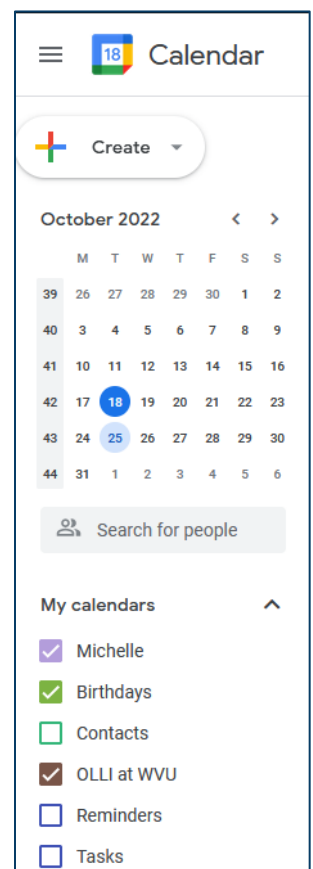 18 Calendar
Create
October 2022
M T W T F S S
39 26 27 28 29 30 1 2
40 3 4 5 6 7 8 9
41 10 11 12 13 14 15 16
42 17 18 19 20 21 22 23
43 24 25 26 27 28 29 30
44 31 1 2 3 4 5 6
Search for people
My calendars
Michelle
Birthdays
Contacts
OLLI at WVU
Reminders
Tasks